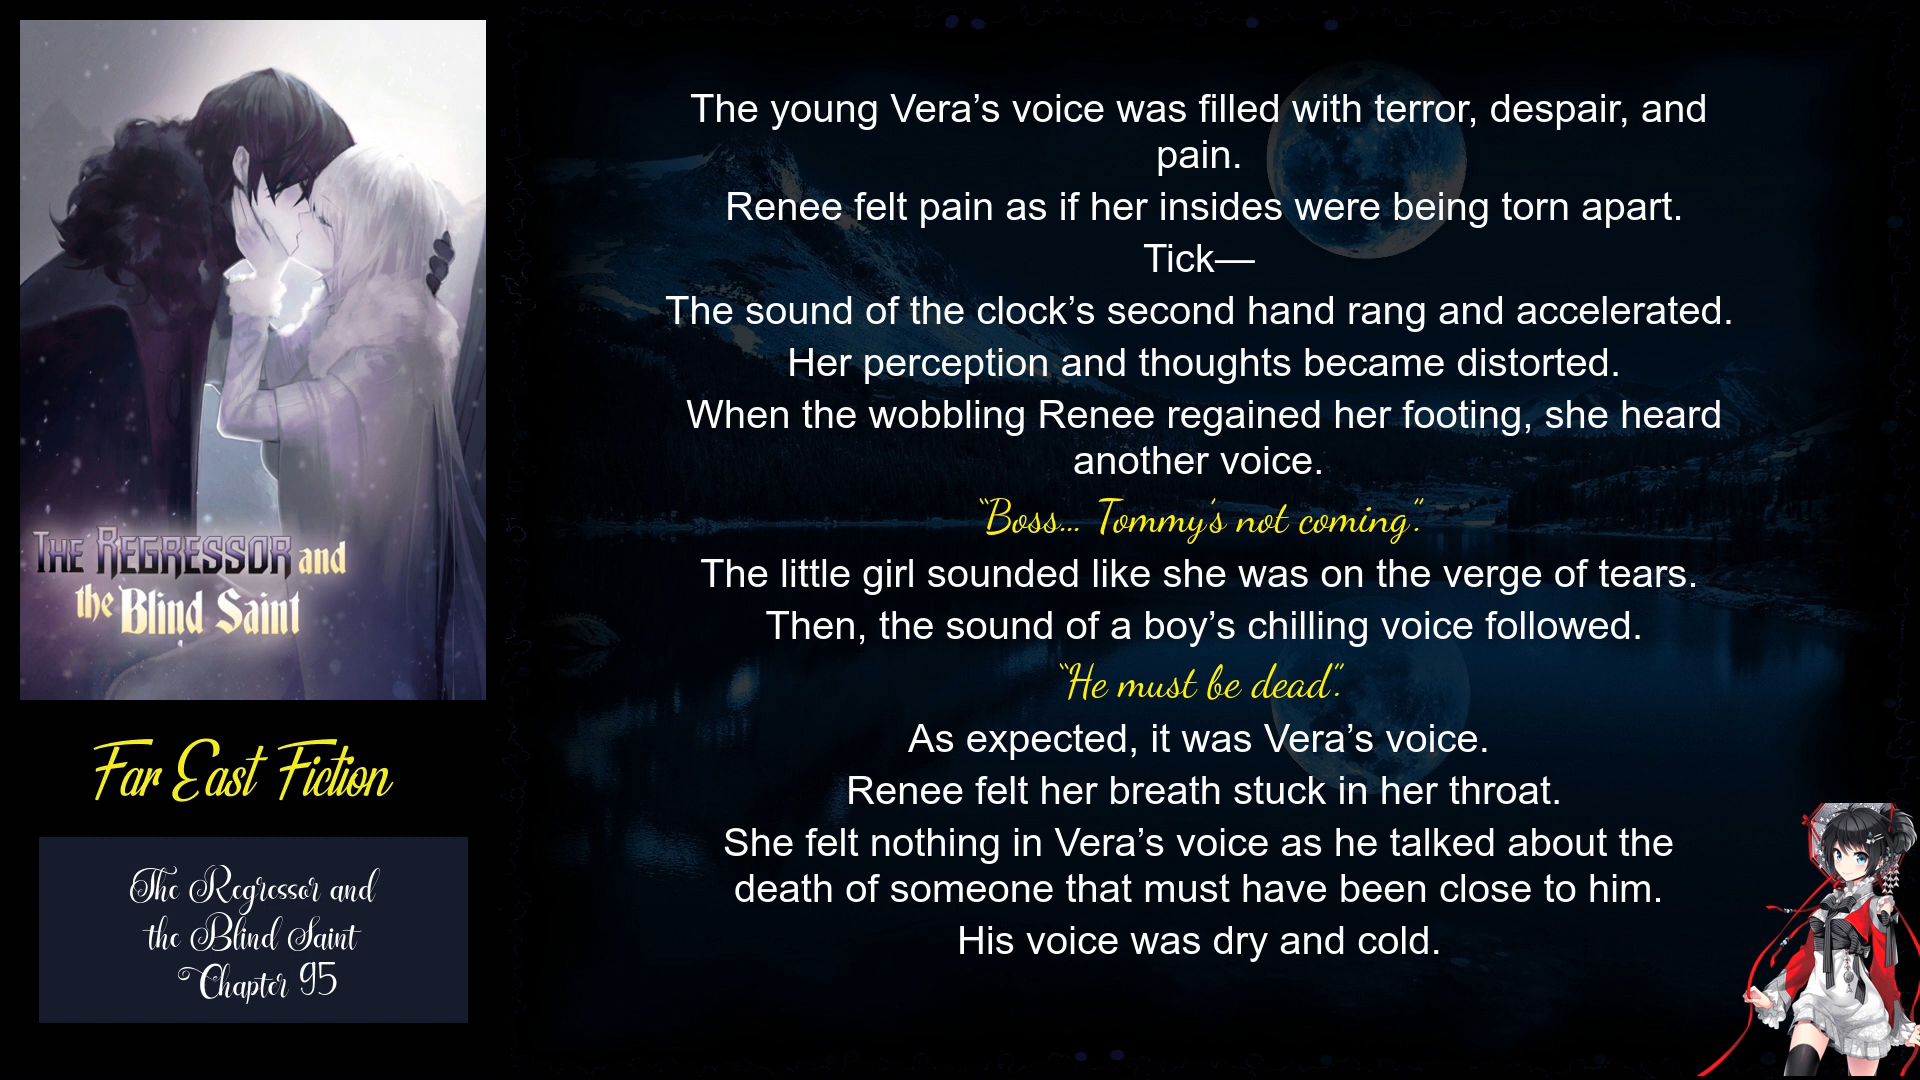 THE REGRESSOR and
the Blind Saint
Far East Fiction
The Regressor and
the Blind Saint
Chapter 95
The young Vera’s voice was filled with terror, despair, and
pain.
Renee felt pain as if her insides were being torn apart.
Tick—
The sound of the clock’s second hand rang and accelerated.
Her perception and thoughts became distorted.
When the wobbling Renee regained her footing, she heard
another voice.
“Boss… Tommy’s not coming”.
The little girl sounded like she was on the verge of tears.
Then, the sound of a boy’s chilling voice followed.
“He must be dead”.
As expected, it was Vera’s voice.
Renee felt her breath stuck in her throat.
She felt nothing in Vera’s voice as he talked about the
death of someone that must have been close to him.
His voice was dry and cold.